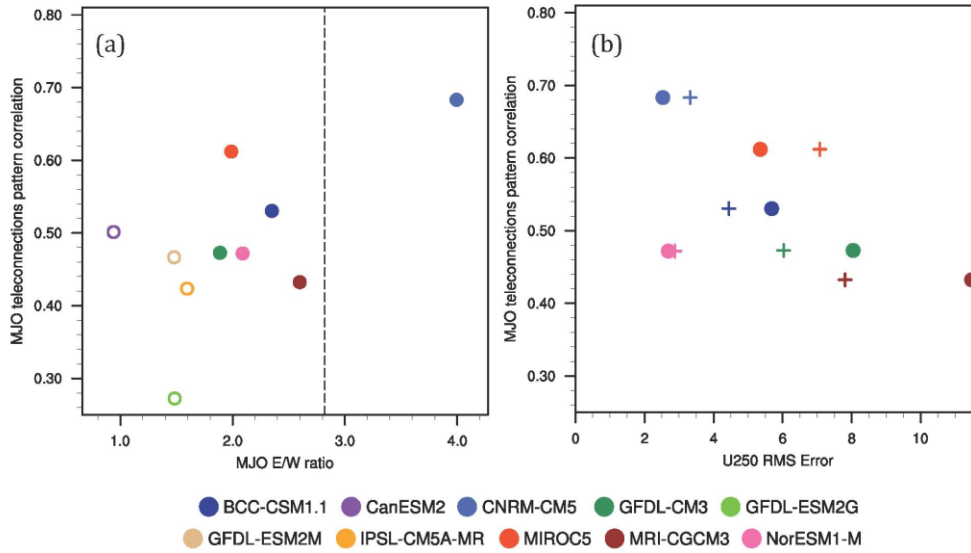 (a)
MJO teleconnections pattern correlation
0.80
0.70
0.60
0.50
0.40
0.30
1.0 2.0 3.0 4.0
MJO E/W ratio
(b)
MJO teleconnections pattern correlation
0.80
0.70
0.60
0.50
0.40
0.30
0 2 4 6 8 10
U250 RMS Error
BCC-CSM1.1 CanESM2 CNRM-CM5 GFDL-CM3 GFDL-ESM2G
GFDL-ESM2M IPSL-CM5A-MR MIROC5 MRI-CGCM3 NorESM1-M